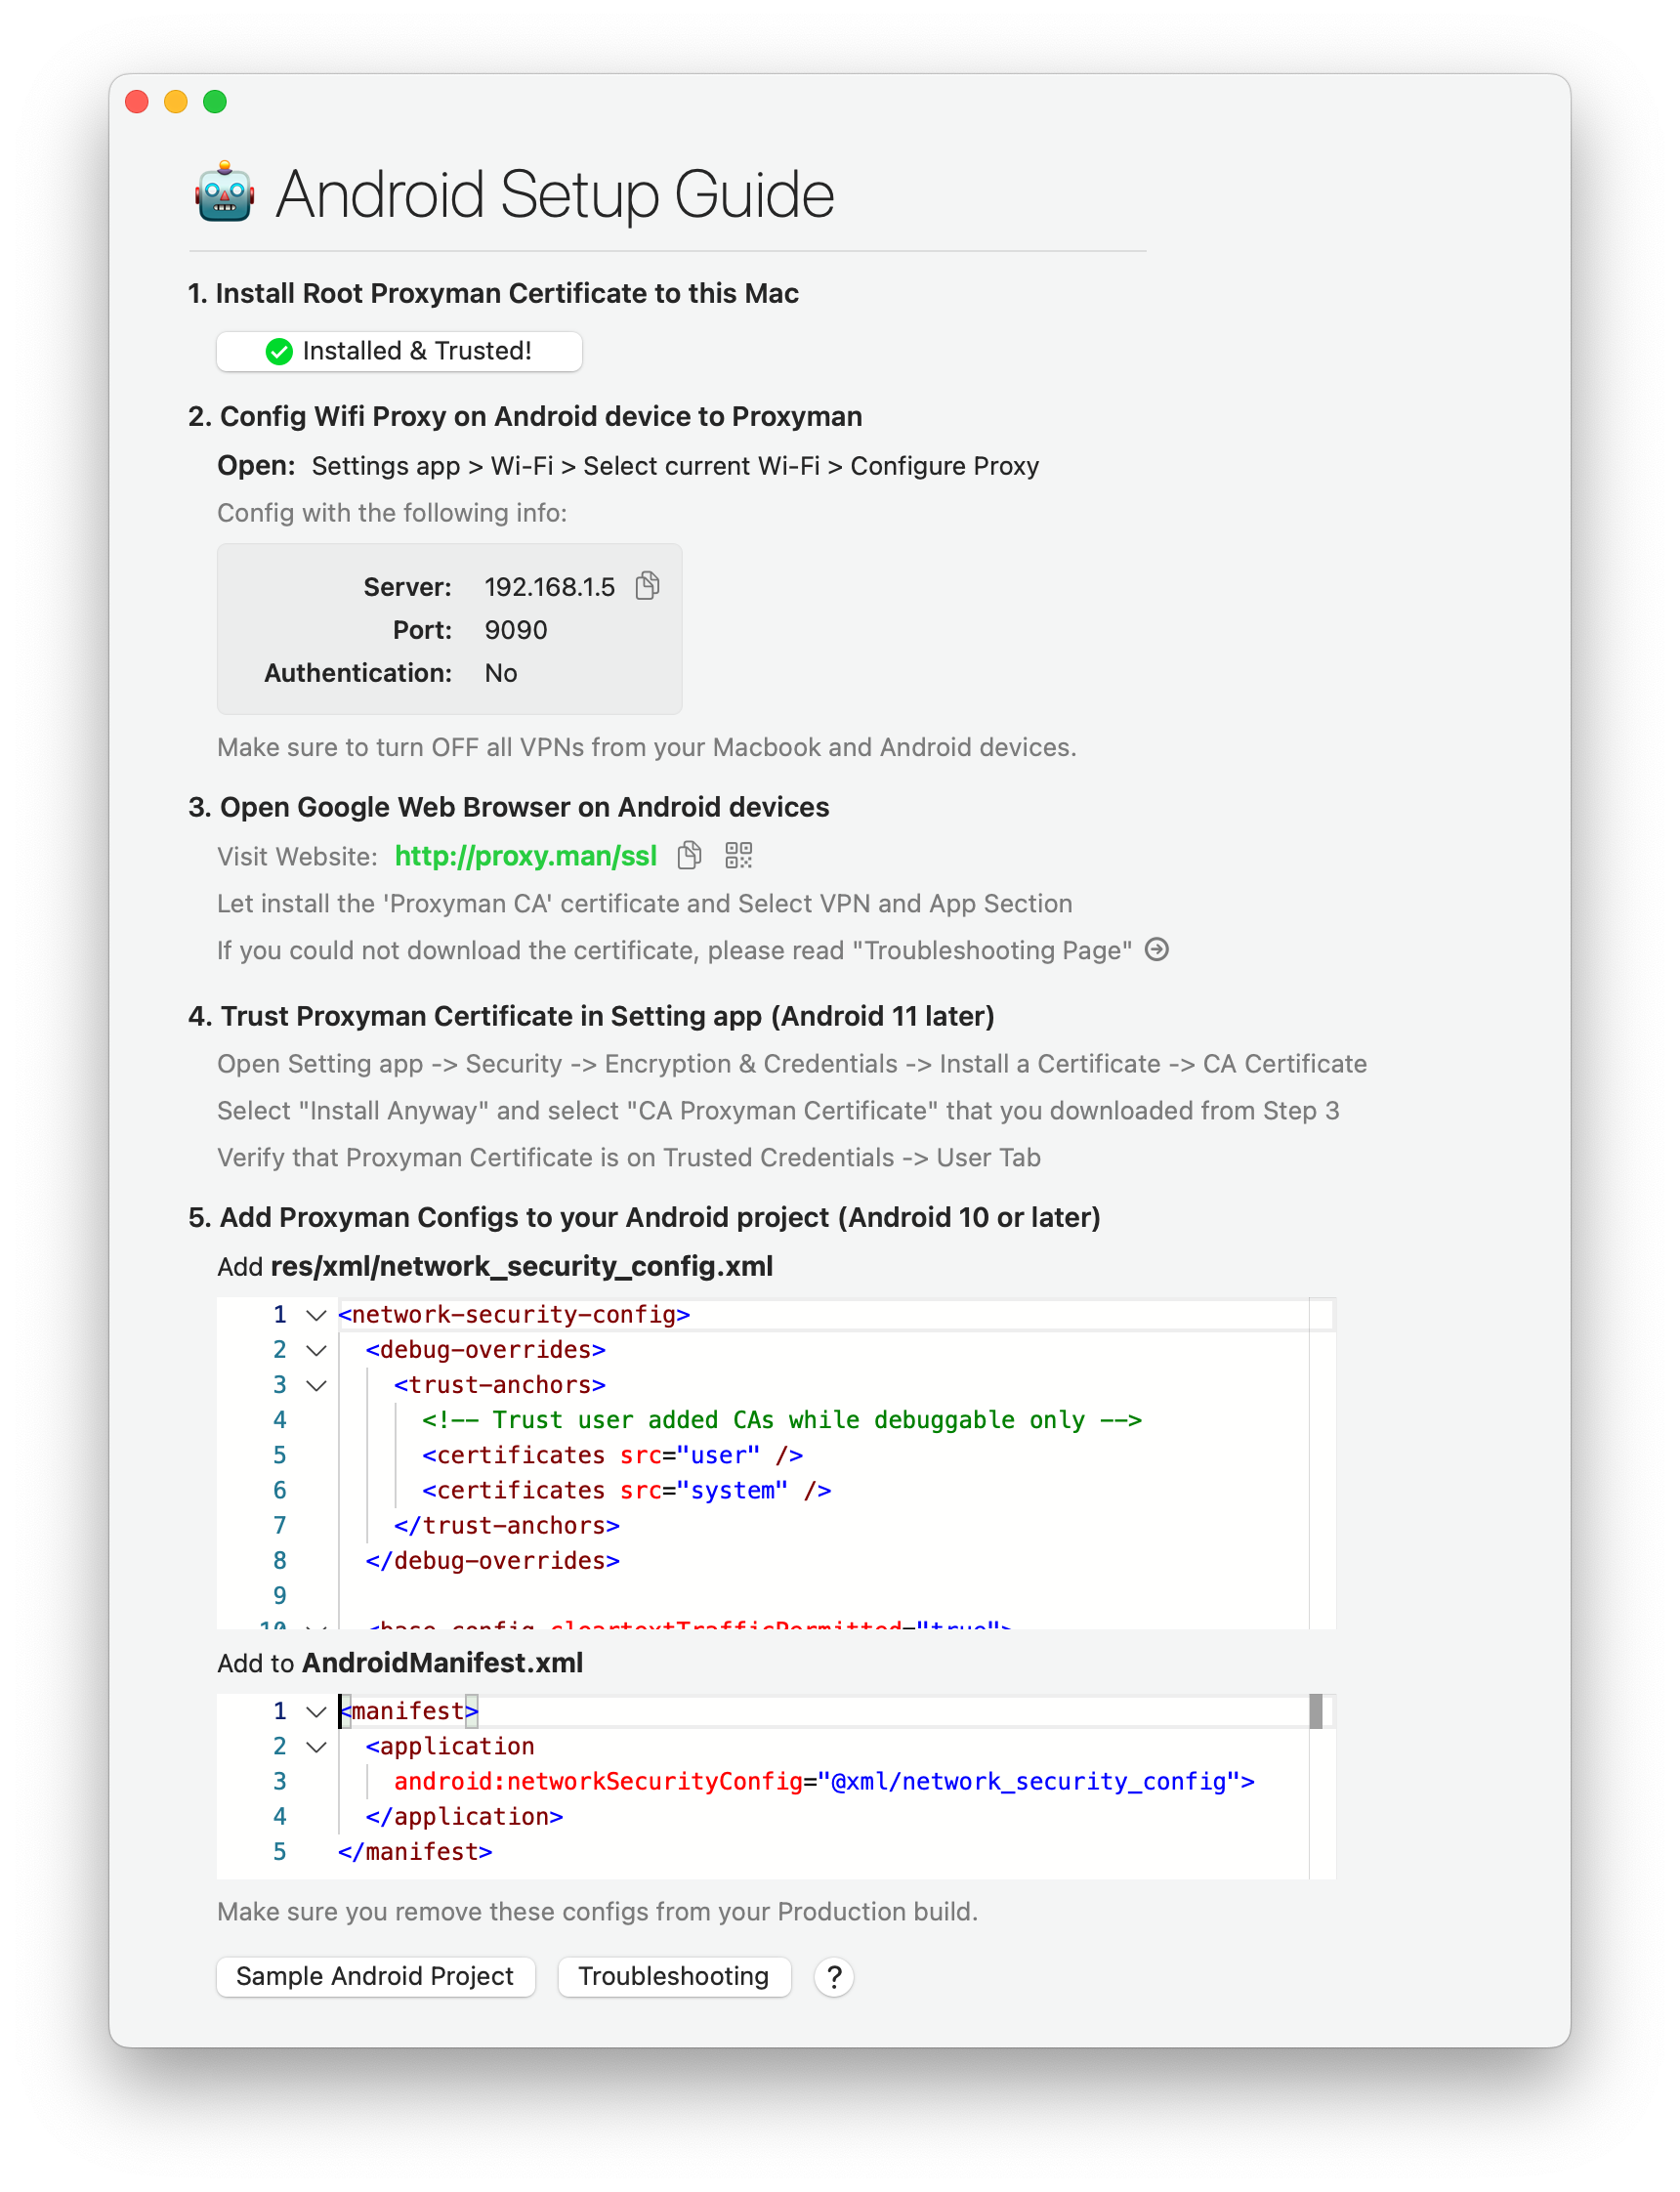 Android Setup Guide
1. Install Root Proxyman Certificate to this Mac
Installed & Trusted!
2. Config Wifi Proxy on Android device to Proxyman
Open: Settings app > Wi-Fi > Select current Wi-Fi > Configure Proxy
Config with the following info:
Server: 192.168.1.5
Port: 9090
Authentication: No
Make sure to turn OFF all VPNs from your Macbook and Android devices.
3. Open Google Web Browser on Android devices
Visit Website: http://proxy.man/ssl
Let install the 'Proxyman CA' certificate and Select VPN and App Section
If you could not download the certificate, please read "Troubleshooting Page"
4. Trust Proxyman Certificate in Setting app (Android 11 later)
Open Setting app -> Security -> Encryption & Credentials -> Install a Certificate -> CA Certificate
Select "Install Anyway" and select "CA Proxyman Certificate" that you downloaded from Step 3
Verify that Proxyman Certificate is on Trusted Credentials -> User Tab
5. Add Proxyman Configs to your Android project (Android 10 or later)
Add res/xml/network_security_config.xml
1 <network-security-config>
2 <debug-overrides>
3 <trust-anchors>
4 <!-- Trust user added CAs while debuggable only -->
5 <certificates src="user" />
6 <certificates src="system" />
7 </trust-anchors>
8 </debug-overrides>
9
10 <base-config cleartextTrafficPermitted="true">
Add to AndroidManifest.xml
1 <manifest>
2 <application
3 android:networkSecurityConfig="@xml/network_security_config">
4 </application>
5 </manifest>
Make sure you remove these configs from your Production build.
Sample Android Project Troubleshooting ?